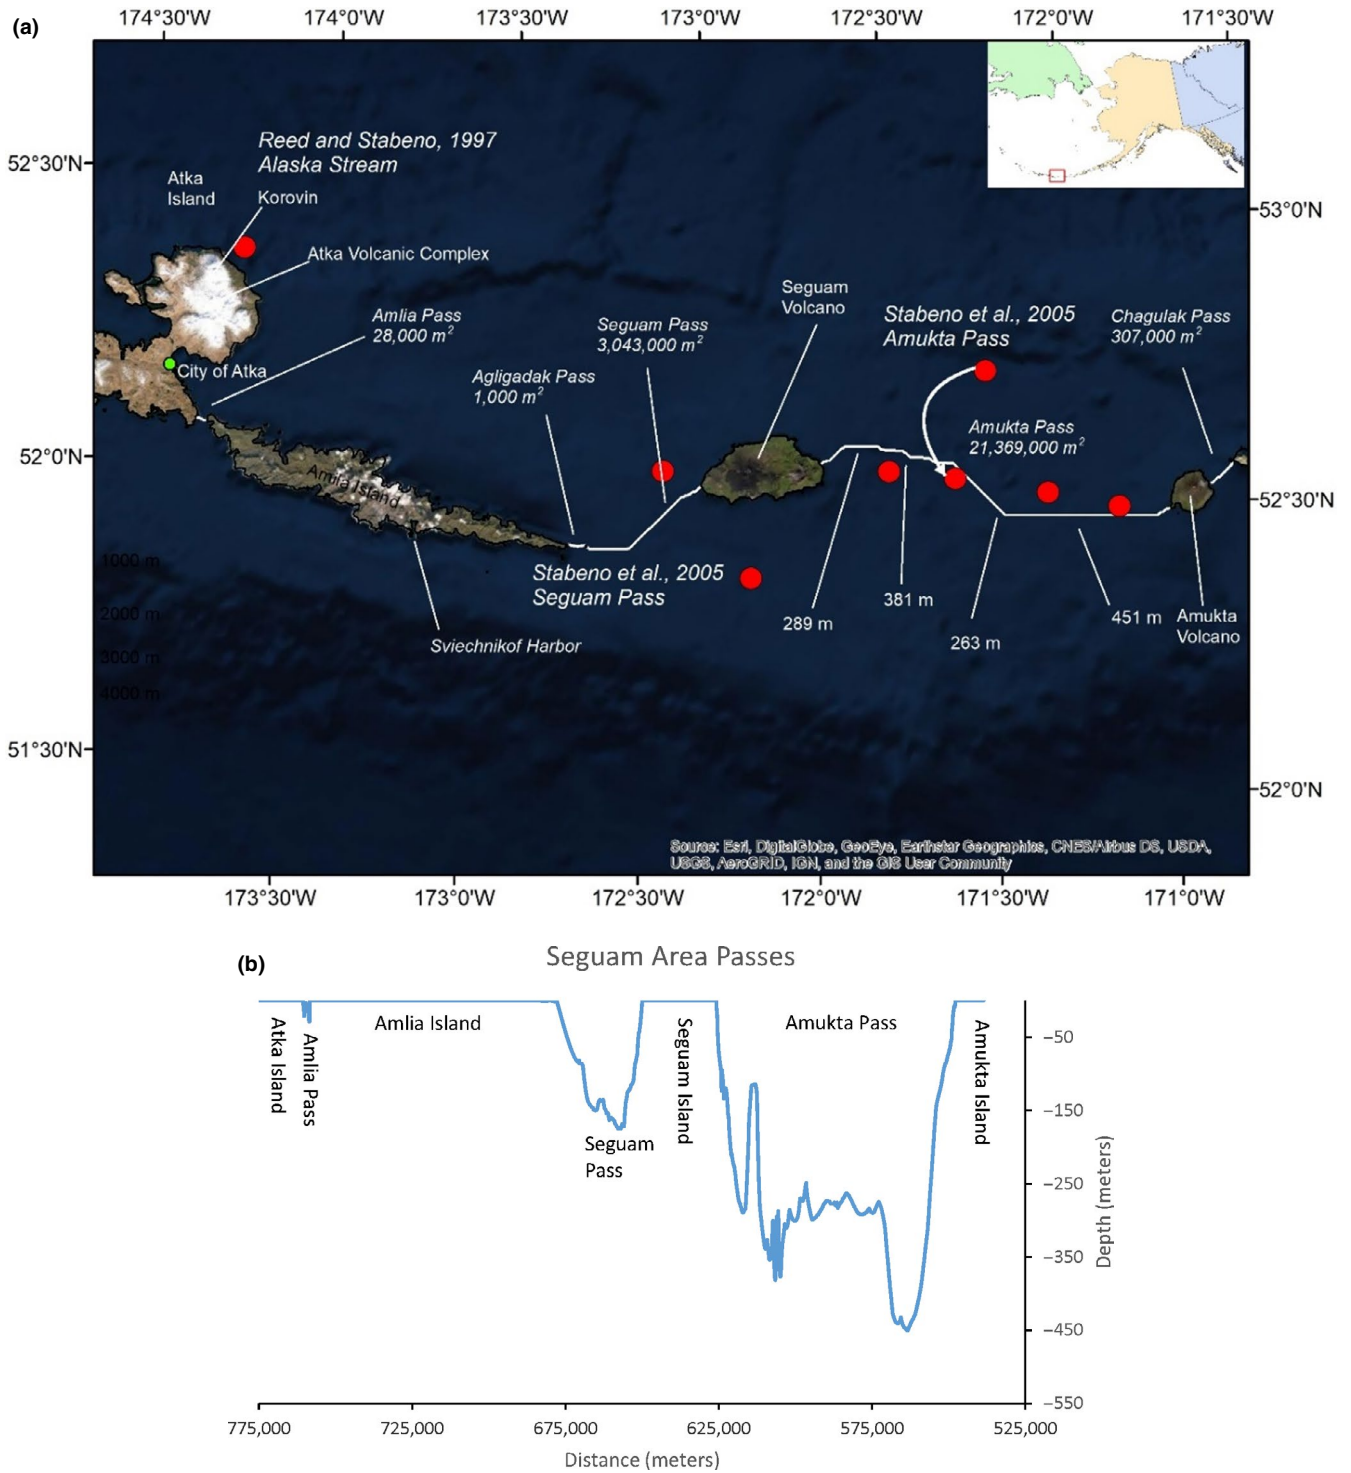 (a)
174°30'W
174°0'W
173°30'W
173°0'W
172°30'W
172°0'W
171°30'W
52°30'N
52°0'N
51°30'N
53°0'N
52°30'N
52°0'N
Reed and Stabeno, 1997
Alaska Stream
Atka
Island
Korovin
Atka Volcanic Complex
Amlia Pass
28,000 m²
City of Atka
Seguam Pass
3,043,000 m²
Agligadak Pass
1,000 m²
Seguam
Volcano
Stabeno et al., 2005
Amukta Pass
Chagulak Pass
307,000 m²
Amukta Pass
21,369,000 m²
Amlia Island
Stabeno et al., 2005
Seguam Pass
Sviechnikof Harbor
289 m
381 m
263 m
451 m
Amukta
Volcano
1000 m
2000 m
3000 m
4000 m
Source: Esri, DigitalGlobe, GeoEye, Earthstar Geographics, CNES/Airbus DS, USDA,
USGS, AeroGRID, IGN, and the GIS User Community
173°30'W
173°0'W
172°30'W
172°0'W
171°30'W
171°0'W
(b)
Seguam Area Passes
Atka Island
Amlia Pass
Amlia Island
Seguam
Pass
Seguam Island
Amukta Pass
Amukta Island
−50
−150
−250
−350
−450
−550
Depth (meters)
775,000
725,000
675,000
625,000
575,000
525,000
Distance (meters)